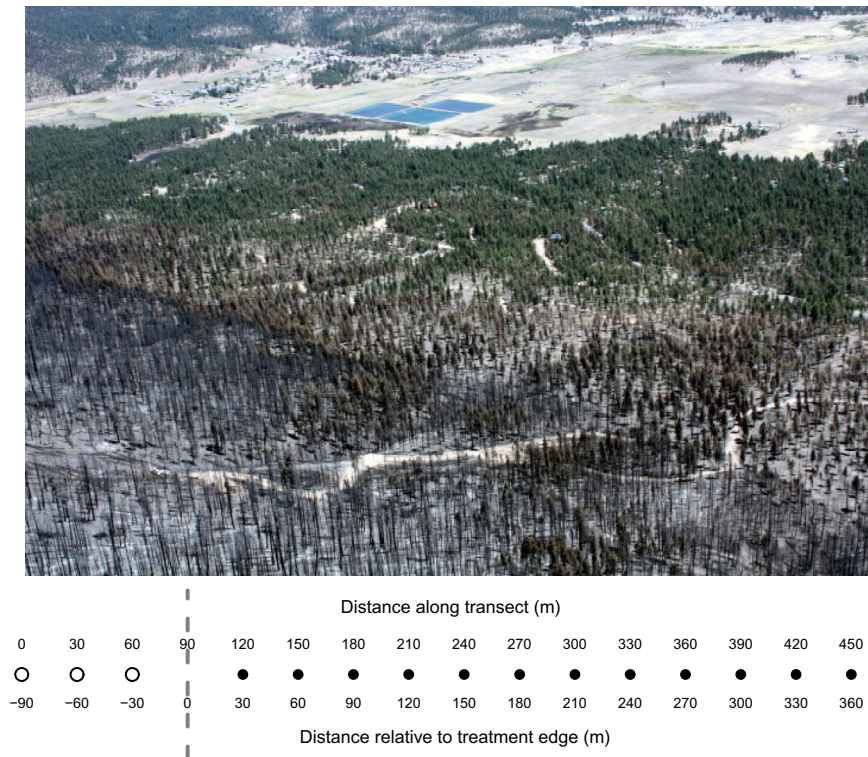 Distance along transect (m)
0 30 60 90 120 150 180 210 240 270 300 330 360 390 420 450
−90 −60 −30 0 30 60 90 120 150 180 210 240 270 300 330 360
Distance relative to treatment edge (m)